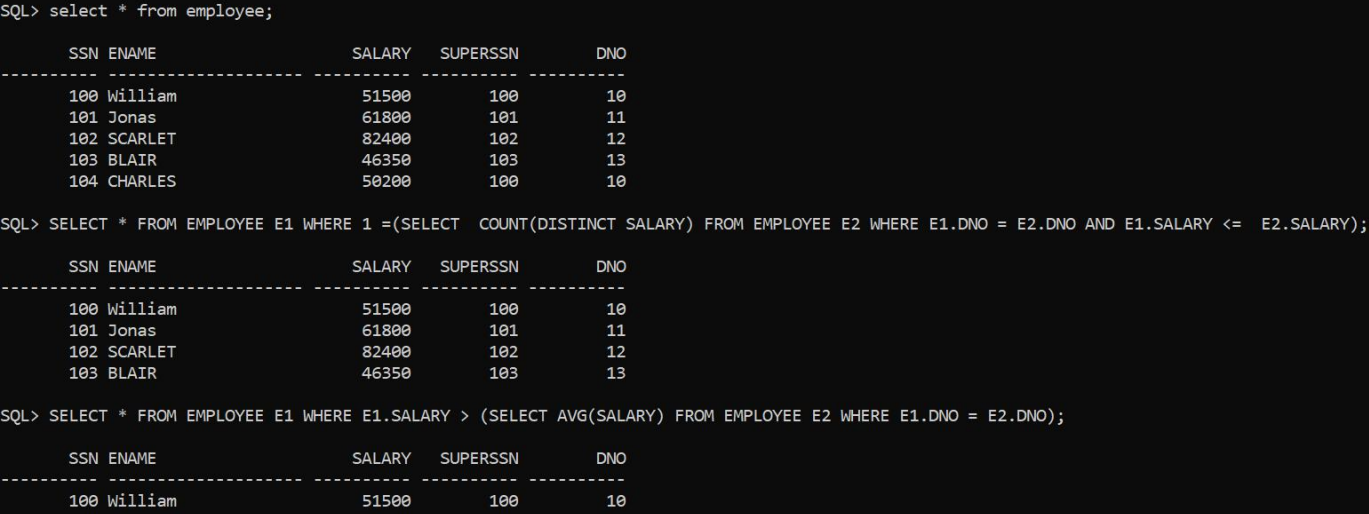 SQL> select * from employee;
SSN ENAME SALARY SUPERSSN DNO
---------- -------------------- ---------- ---------- ----------
100 William 51500 100 10
101 Jonas 61800 101 11
102 SCARLET 82400 102 12
103 BLAIR 46350 103 13
104 CHARLES 50200 100 10
SQL> SELECT * FROM EMPLOYEE E1 WHERE 1 =(SELECT  COUNT(DISTINCT SALARY) FROM EMPLOYEE E2 WHERE E1.DNO = E2.DNO AND E1.SALARY <=  E2.SALARY);
SSN ENAME SALARY SUPERSSN DNO
---------- -------------------- ---------- ---------- ----------
100 William 51500 100 10
101 Jonas 61800 101 11
102 SCARLET 82400 102 12
103 BLAIR 46350 103 13
SQL> SELECT * FROM EMPLOYEE E1 WHERE E1.SALARY > (SELECT AVG(SALARY) FROM EMPLOYEE E2 WHERE E1.DNO = E2.DNO);
SSN ENAME SALARY SUPERSSN DNO
---------- -------------------- ---------- ---------- ----------
100 William 51500 100 10